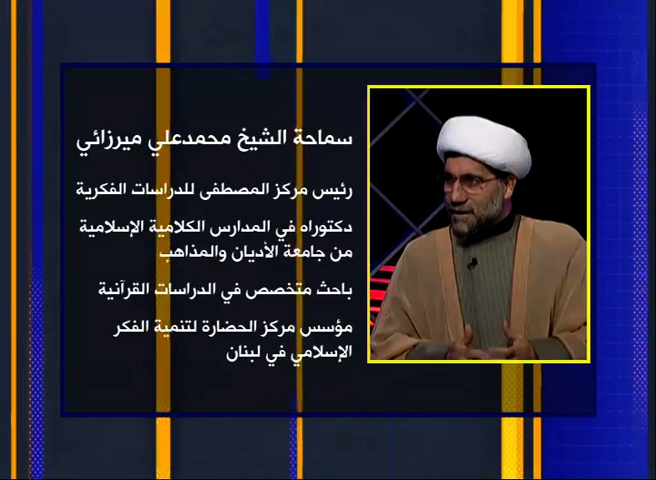 سماحة الشيخ محمدعلي ميرزائي
رئيس مركز المصطفى للدراسات الفكرية
دكتوراه في المدارس الكلامية الإسلامية
من جامعة الأديان والمذاهب
باحث متخصص في الدراسات القرآنية
مؤسس مركز الحضارة لتنمية الفكر
الإسلامي في لبنان